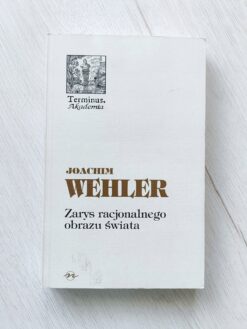 Terminus.
Akademia
JOACHIM
WEHLER
Zarys racjonalnego
obrazu świata